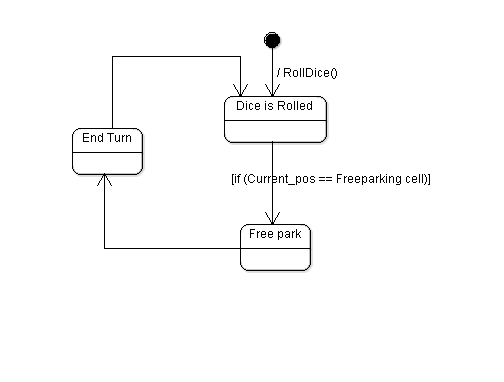 / RollDice()
Dice is Rolled
End Turn
[if (Current_pos == Freeparking cell)]
Free park